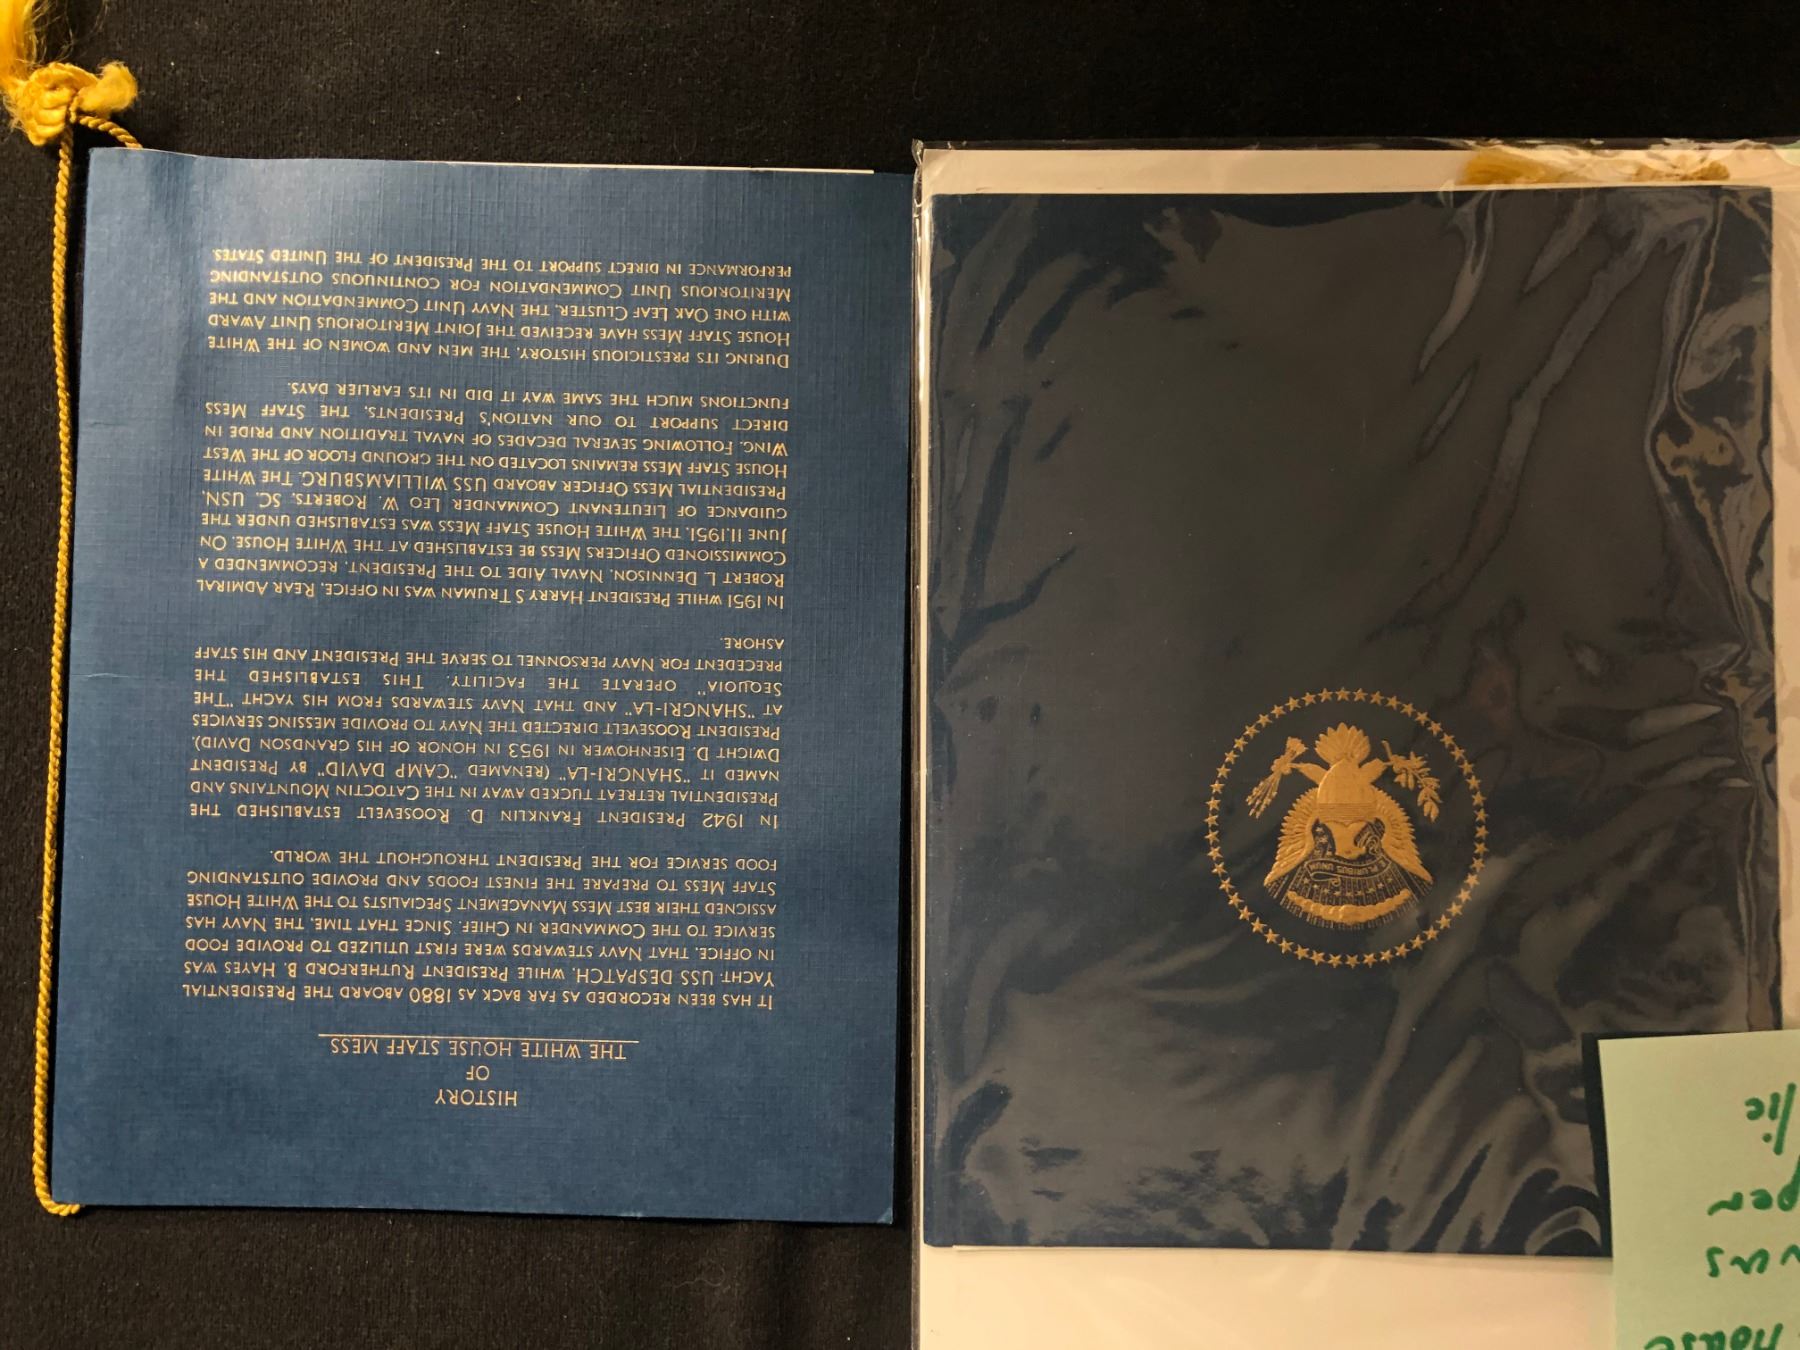 HISTORY
OF
THE WHITE HOUSE STAFF MESS
IT HAS BEEN RECORDED AS FAR BACK AS 1880 ABOARD THE PRESIDENTIAL
YACHT USS DESPATCH, WHILE PRESIDENT RUTHERFORD B. HAYES WAS
IN OFFICE, THAT NAVY STEWARDS WERE FIRST UTILIZED TO PROVIDE FOOD
SERVICE TO THE COMMANDER IN CHIEF. SINCE THAT TIME, THE NAVY HAS
ASSIGNED THEIR BEST MESS MANAGEMENT SPECIALISTS TO THE WHITE HOUSE
STAFF MESS TO PREPARE THE FINEST FOODS AND PROVIDE OUTSTANDING
FOOD SERVICE FOR THE PRESIDENT THROUGHOUT THE WORLD.
IN 1942 PRESIDENT FRANKLIN D. ROOSEVELT ESTABLISHED THE
PRESIDENTIAL RETREAT TUCKED AWAY IN THE CATOCTIN MOUNTAINS AND
NAMED IT "SHANGRI-LA" (RENAMED "CAMP DAVID" BY PRESIDENT
DWIGHT D. EISENHOWER IN 1953 IN HONOR OF HIS GRANDSON DAVID).
PRESIDENT ROOSEVELT DIRECTED THE NAVY TO PROVIDE MESSING SERVICES
AT "SHANGRI-LA" AND THAT NAVY STEWARDS FROM HIS YACHT "THE
SEQUOIA" OPERATE THE FACILITY. THIS ESTABLISHED THE
PRECEDENT FOR NAVY PERSONNEL TO SERVE THE PRESIDENT AND HIS STAFF
ASHORE.
IN 1951 WHILE PRESIDENT HARRY S TRUMAN WAS IN OFFICE, REAR ADMIRAL
ROBERT L. DENNISON, NAVAL AIDE TO THE PRESIDENT, RECOMMENDED A
COMMISSIONED OFFICERS MESS BE ESTABLISHED AT THE WHITE HOUSE. ON
JUNE 11, 1951, THE WHITE HOUSE STAFF MESS WAS ESTABLISHED UNDER THE
GUIDANCE OF LIEUTENANT COMMANDER LEO W. ROBERTS, SC, USN,
PRESIDENTIAL MESS OFFICER ABOARD USS WILLIAMSBURG. THE WHITE
HOUSE STAFF MESS REMAINS LOCATED ON THE GROUND FLOOR OF THE WEST
WING. FOLLOWING SEVERAL DECADES OF NAVAL TRADITION AND PRIDE IN
DIRECT SUPPORT TO OUR NATION'S PRESIDENTS, THE STAFF MESS
FUNCTIONS MUCH THE SAME WAY IT DID IN ITS EARLIER DAYS.
DURING ITS PRESTIGIOUS HISTORY, THE MEN AND WOMEN OF THE WHITE
HOUSE STAFF MESS HAVE RECEIVED THE JOINT MERITORIOUS UNIT AWARD
WITH ONE OAK LEAF CLUSTER, THE NAVY UNIT COMMENDATION AND THE
MERITORIOUS UNIT COMMENDATION FOR CONTINUOUS OUTSTANDING
PERFORMANCE IN DIRECT SUPPORT TO THE PRESIDENT OF THE UNITED STATES.
E PLURIBUS UNUM
House